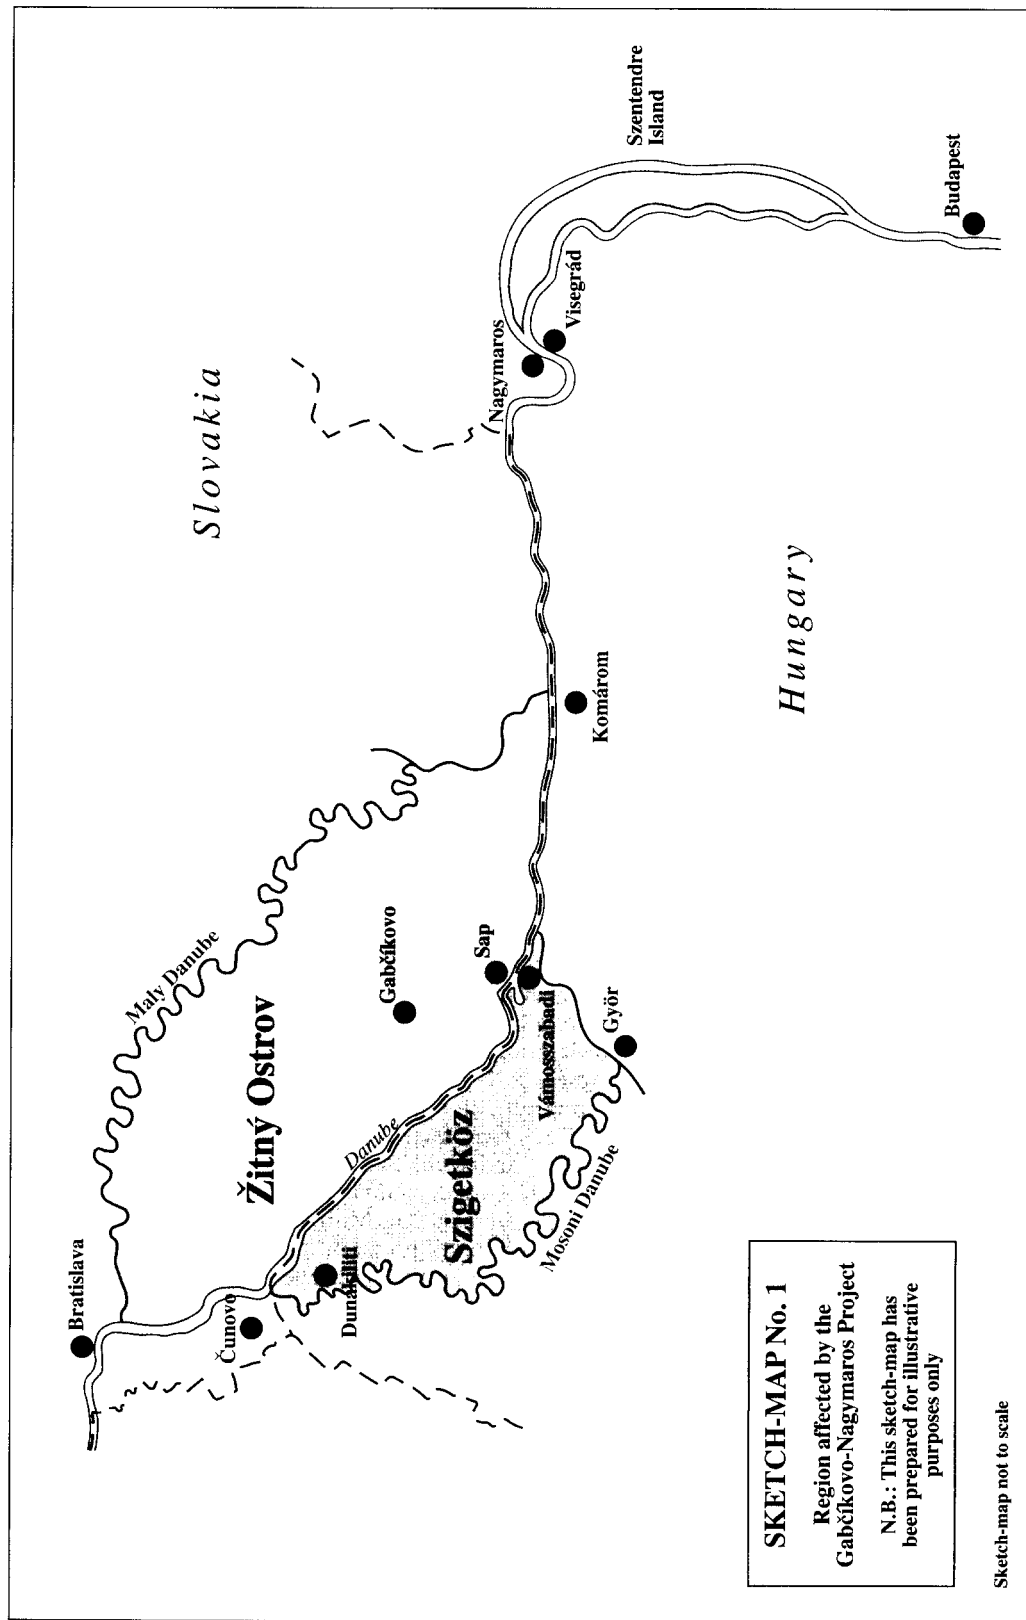 Bratislava
Čunovo
Dunakiliti
Žitný Ostrov
Maly Danube
Danube
Szigetköz
Mosoni Danube
Gabčíkovo
Sap
Vámosszabadi
Györ
Komárom
Slovakia
Hungary
Nagymaros
Visegrád
Szentendre
Island
Budapest
SKETCH-MAP No. 1
Region affected by the
Gabčíkovo-Nagymaros Project
N.B.: This sketch-map has
been prepared for illustrative
purposes only
Sketch-map not to scale